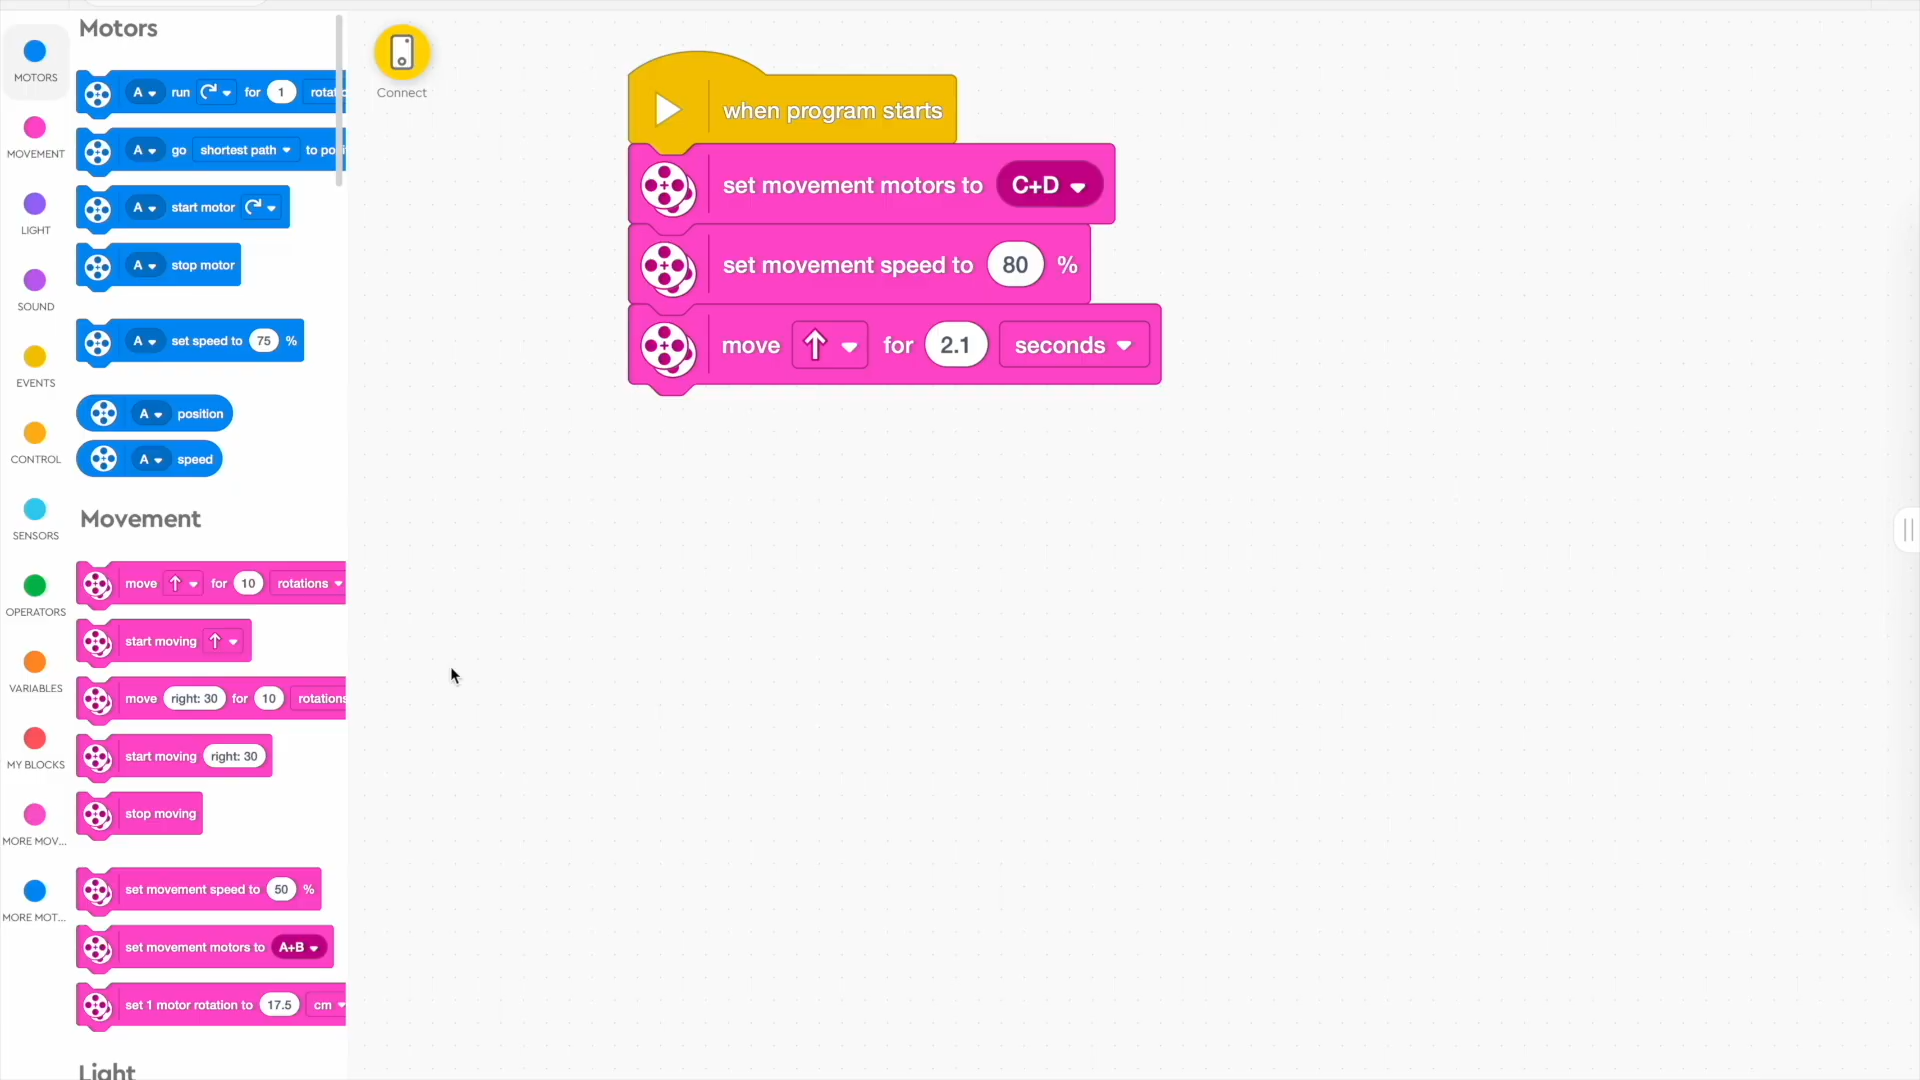 MOTORS
MOVEMENT
LIGHT
SOUND
EVENTS
CONTROL
SENSORS
OPERATORS
VARIABLES
MY BLOCKS
MORE MOV...
MORE MOT...
Motors
A run for 1
A go shortest path to
A start motor
A stop motor
A set speed to 75 %
A position
A speed
Movement
move for 10 rotations
start moving
move right: 30 for 10 rotations
start moving right: 30
stop moving
set movement speed to 50 %
set movement motors to A+B
set 1 motor rotation to 17.5 cm
Light
Connect
when program starts
set movement motors to C+D
set movement speed to 80 %
move for 2.1 seconds